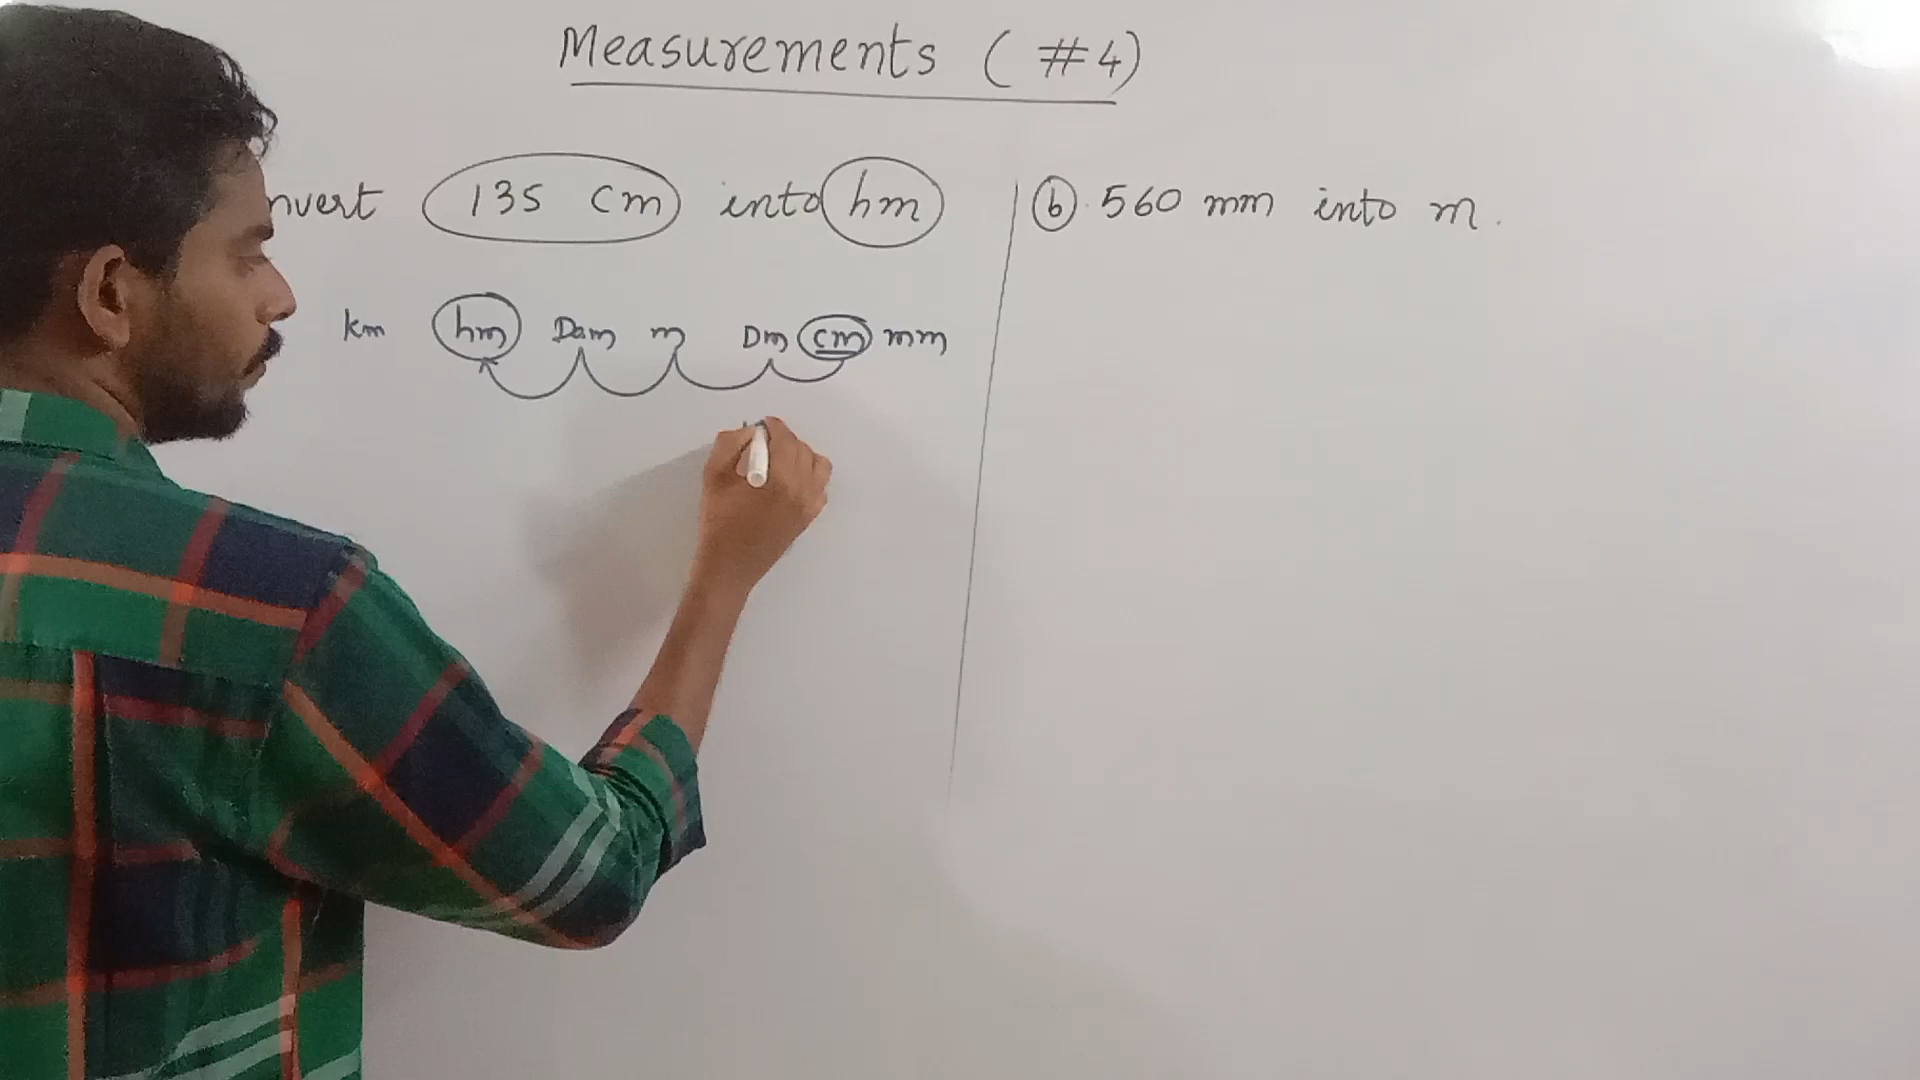 Measurements (#4)
nvert 135 cm into hm
km hm Dam m Dm cm mm
b 560 mm into m.